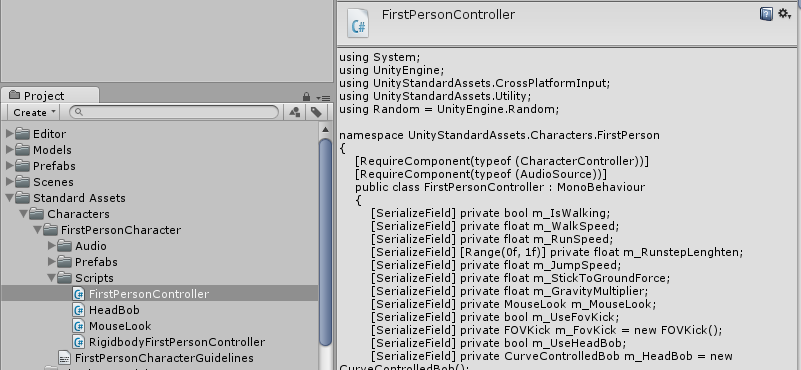 Project
Create
Editor
Models
Prefabs
Scenes
Standard Assets
Characters
FirstPersonCharacter
Audio
Prefabs
Scripts
FirstPersonController
HeadBob
MouseLook
RigidbodyFirstPersonController
FirstPersonCharacterGuidelines
FirstPersonController
using System;
using UnityEngine;
using UnityStandardAssets.CrossPlatformInput;
using UnityStandardAssets.Utility;
using Random = UnityEngine.Random;
namespace UnityStandardAssets.Characters.FirstPerson
{
[RequireComponent(typeof (CharacterController))]
[RequireComponent(typeof (AudioSource))]
public class FirstPersonController : MonoBehaviour
{
[SerializeField] private bool m_IsWalking;
[SerializeField] private float m_WalkSpeed;
[SerializeField] private float m_RunSpeed;
[SerializeField] [Range(0f, 1f)] private float m_RunstepLenghten;
[SerializeField] private float m_JumpSpeed;
[SerializeField] private float m_StickToGroundForce;
[SerializeField] private float m_GravityMultiplier;
[SerializeField] private MouseLook m_MouseLook;
[SerializeField] private bool m_UseFovKick;
[SerializeField] private FOVKick m_FovKick = new FOVKick();
[SerializeField] private bool m_UseHeadBob;
[SerializeField] private CurveControlledBob m_HeadBob = new
CurveControlledBob();